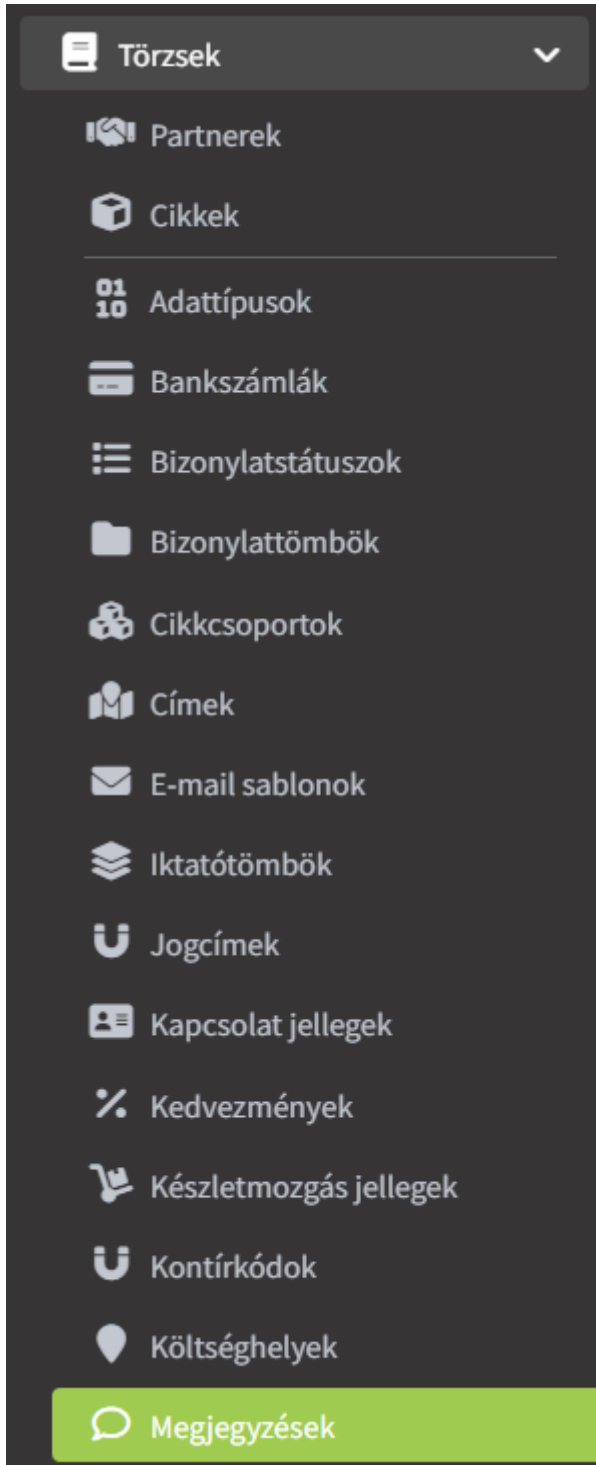 Törzsek
Partnerek
Cikkek
Adattípusok
Bankszámlák
Bizonylatstátuszok
Bizonylattömbök
Cikkcsoportok
Címek
E-mail sablonok
Iktatótömbök
Jogcímek
Kapcsolat jellegek
Kedvezmények
Készletmozgás jellegek
Kontírkódok
Költséghelyek
Megjegyzések